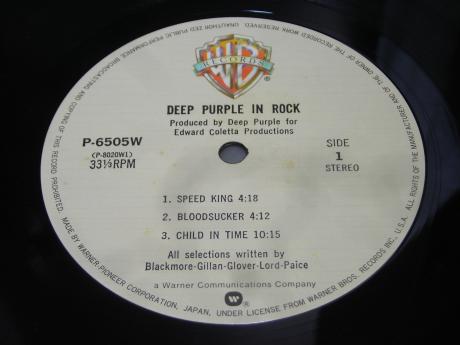 WB
RECORDS
DEEP PURPLE IN ROCK
Produced by Deep Purple for
Edward Coletta Productions
P-6505W
(P-8020W1)
33⅓RPM
SIDE
1
STEREO
1. SPEED KING 4:18
2. BLOODSUCKER 4:12
3. CHILD IN TIME 10:15
All selections written by
Blackmore-Gillan-Glover-Lord-Paice
a Warner Communications Company
W
MADE BY WARNER-PIONEER CORPORATION, JAPAN, UNDER LICENSE FROM WARNER BROS. RECORDS INC. ALL RIGHTS OF THE MANUFACTURER AND OF THE OWNER OF THE RECORDED WORK RESERVED. UNAUTHORIZED PUBLIC PERFORMANCE, BROADCASTING AND COPYING OF THIS RECORD PROHIBITED.